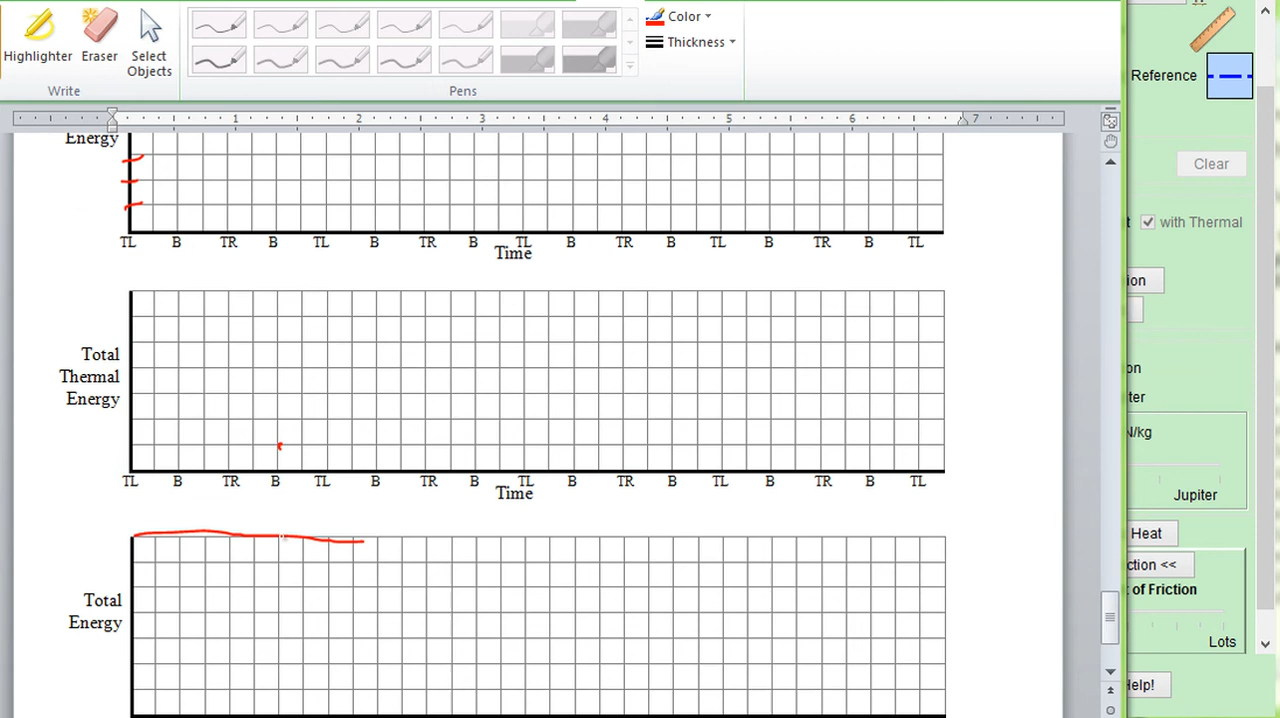 Color
Thickness
Highlighter Eraser Select Objects
Write
Pens
Reference
1 2 3 4 5 6 7
Energy
Clear
with Thermal
TL B TR B TL B TR B TL B TR B TL B TR B TL
Time
ion
Total
Thermal
Energy
on
ter
N/kg
TL B TR B TL B TR B TL B TR B TL B TR B TL
Time
Jupiter
Heat
ction <<
t of Friction
Total
Energy
Lots
Help!